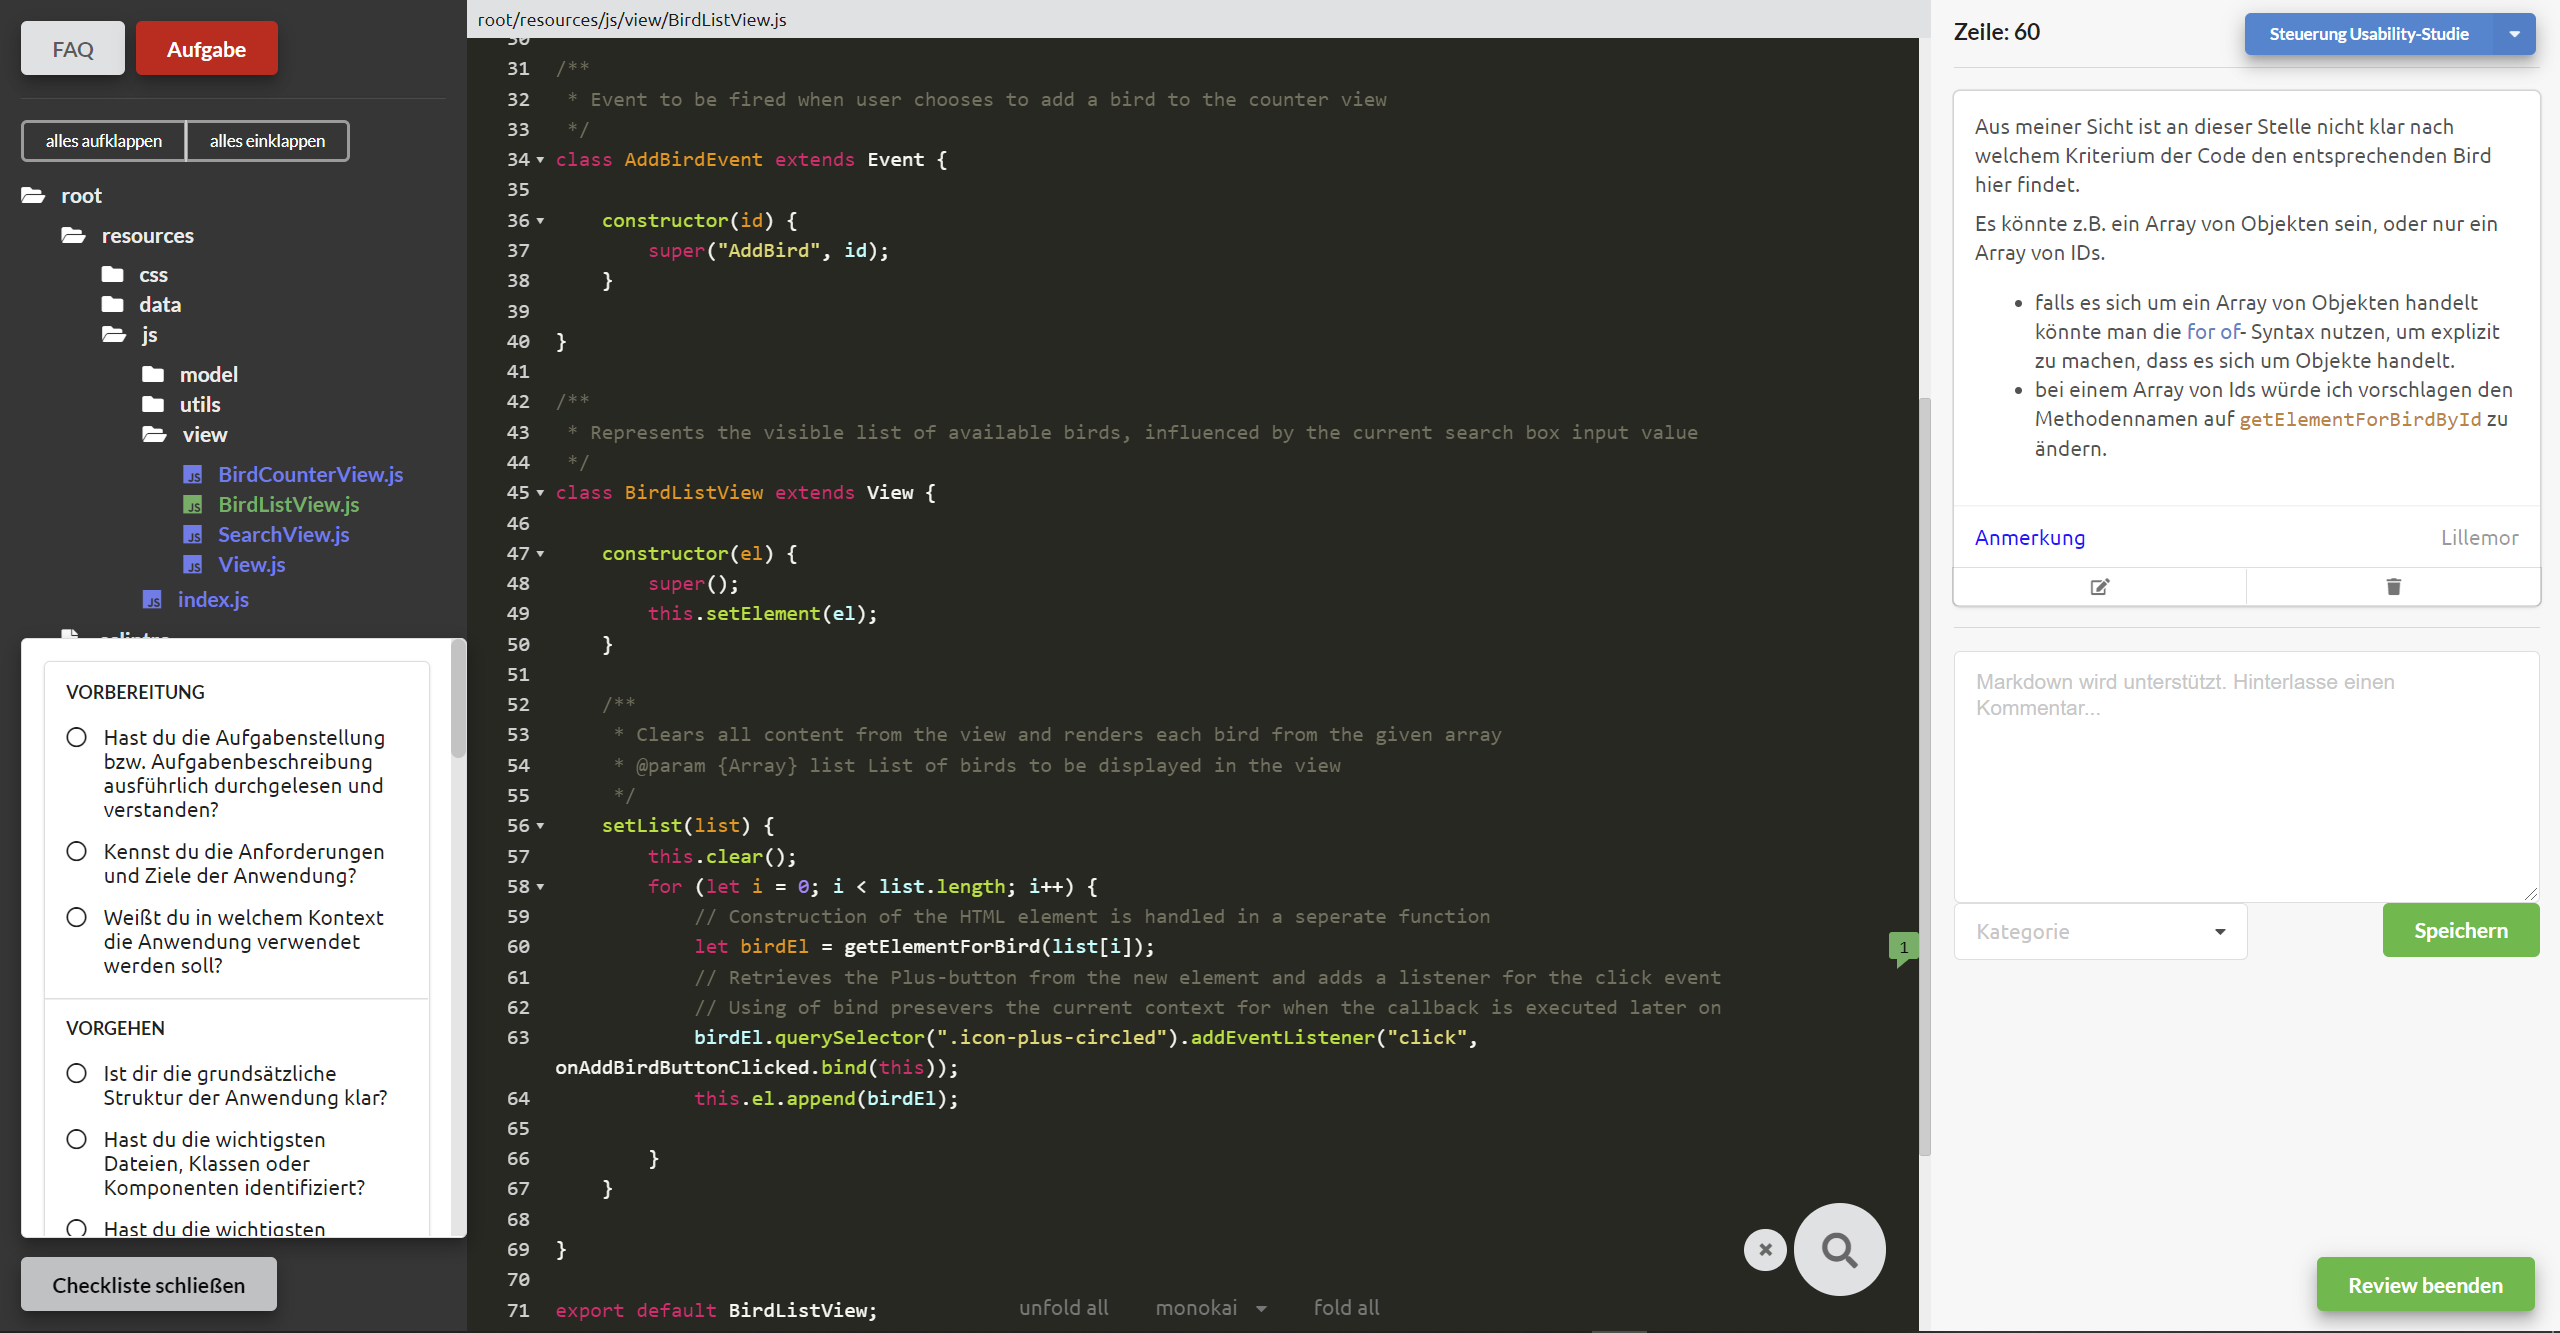 FAQ
Aufgabe
alles aufklappen
alles einklappen
root
resources
css
data
js
model
utils
view
BirdCounterView.js
BirdListView.js
SearchView.js
View.js
index.js
VORBEREITUNG
Hast du die Aufgabenstellung
bzw. Aufgabenbeschreibung
ausführlich durchgelesen und
verstanden?
Kennst du die Anforderungen
und Ziele der Anwendung?
Weißt du in welchem Kontext
die Anwendung verwendet
werden soll?
VORGEHEN
Ist dir die grundsätzliche
Struktur der Anwendung klar?
Hast du die wichtigsten
Dateien, Klassen oder
Komponenten identifiziert?
Hast du die wichtigsten
Checkliste schließen
root/resources/js/view/BirdListView.js
30
31 /**
32  * Event to be fired when user chooses to add a bird to the counter view
33  */
34 class AddBirdEvent extends Event {
35
36     constructor(id) {
37         super("AddBird", id);
38     }
39
40 }
41
42 /**
43  * Represents the visible list of available birds, influenced by the current search box input value
44  */
45 class BirdListView extends View {
46
47     constructor(el) {
48         super();
49         this.setElement(el);
50     }
51
52     /**
53      * Clears all content from the view and renders each bird from the given array
54      * @param {Array} list List of birds to be displayed in the view
55      */
56     setList(list) {
57         this.clear();
58         for (let i = 0; i < list.length; i++) {
59             // Construction of the HTML element is handled in a seperate function
60             let birdEl = getElementForBird(list[i]);
1
61             // Retrieves the Plus-button from the new element and adds a listener for the click event
62             // Using of bind presevers the current context for when the callback is executed later on
63             birdEl.querySelector(".icon-plus-circled").addEventListener("click",
onAddBirdButtonClicked.bind(this));
64             this.el.append(birdEl);
65
66         }
67     }
68
69 }
70
71 export default BirdListView;
unfold all
monokai
fold all
Zeile: 60
Steuerung Usability-Studie
Aus meiner Sicht ist an dieser Stelle nicht klar nach
welchem Kriterium der Code den entsprechenden Bird
hier findet.
Es könnte z.B. ein Array von Objekten sein, oder nur ein
Array von IDs.
• falls es sich um ein Array von Objekten handelt
könnte man die for of- Syntax nutzen, um explizit
zu machen, dass es sich um Objekte handelt.
• bei einem Array von Ids würde ich vorschlagen den
Methodennamen auf getElementForBirdById zu
ändern.
Anmerkung
Lillemor
Markdown wird unterstützt. Hinterlasse einen
Kommentar...
Kategorie
Speichern
Review beenden